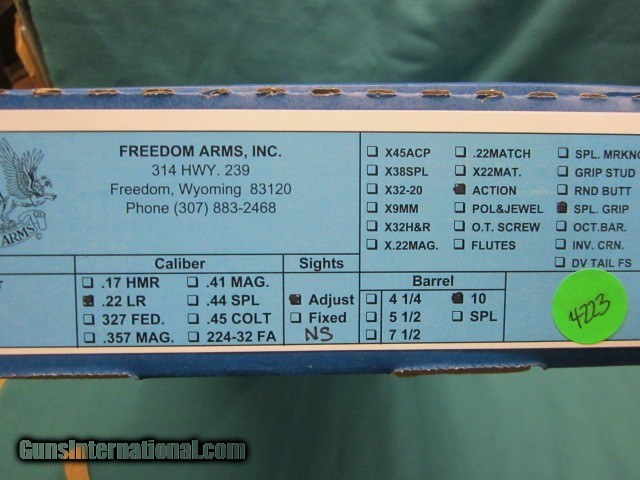 FREEDOM ARMS, INC.
314 HWY. 239
Freedom, Wyoming 83120
Phone (307) 883-2468
ARMS
X45ACP
X38SPL
X32-20
X9MM
X32H&R
X.22MAG.
.22MATCH
X22MAT.
ACTION
POL&JEWEL
O.T. SCREW
FLUTES
SPL. MRKNG
GRIP STUD
RND BUTT
SPL. GRIP
OCT.BAR.
INV. CRN.
DV TAIL FS
Caliber
.17 HMR
.22 LR
327 FED.
.357 MAG.
.41 MAG.
.44 SPL
.45 COLT
224-32 FA
Sights
Adjust
Fixed
NS
Barrel
4 1/4
5 1/2
7 1/2
10
SPL
4223
GunsInternational.com